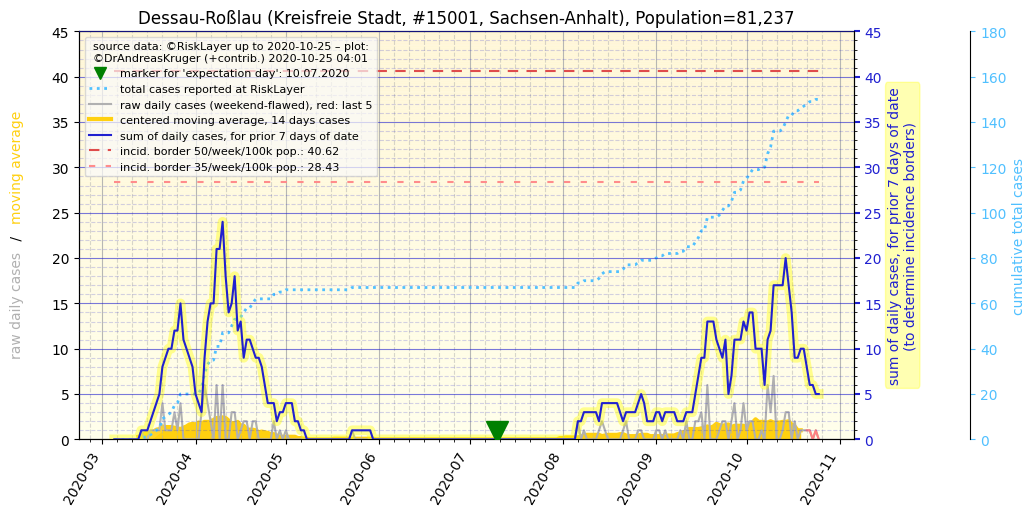 Dessau-Roßlau (Kreisfreie Stadt, #15001, Sachsen-Anhalt), Population=81,237
source data: ©RiskLayer up to 2020-10-25 – plot:
©DrAndreasKruger (+contrib.) 2020-10-25 04:01
marker for 'expectation day': 10.07.2020
total cases reported at RiskLayer
raw daily cases (weekend-flawed), red: last 5
centered moving average, 14 days cases
sum of daily cases, for prior 7 days of date
incid. border 50/week/100k pop.: 40.62
incid. border 35/week/100k pop.: 28.43
raw daily cases / moving average
45
40
35
30
25
20
15
10
5
0
2020-03
2020-04
2020-05
2020-06
2020-07
2020-08
2020-09
2020-10
2020-11
45
40
35
30
25
20
15
10
5
0
sum of daily cases, for prior 7 days of date
(to determine incidence borders)
180
160
140
120
100
80
60
40
20
0
cumulative total cases